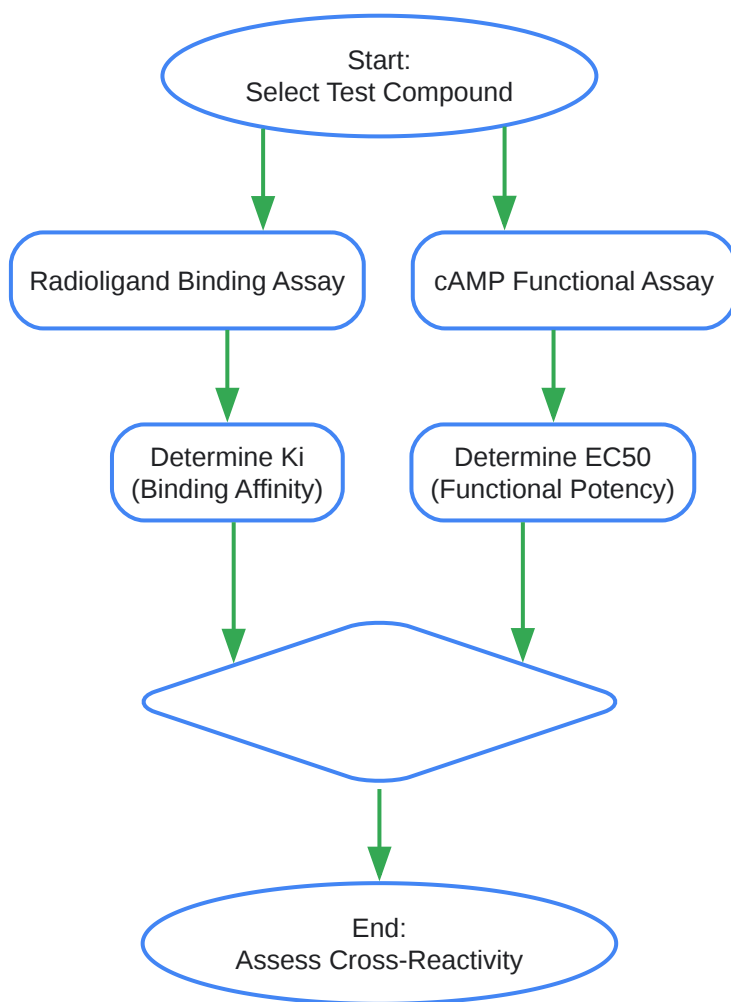 Start:
Select Test Compound
Radioligand Binding Assay
cAMP Functional Assay
Determine Ki
(Binding Affinity)
Determine EC50
(Functional Potency)
End:
Assess Cross-Reactivity